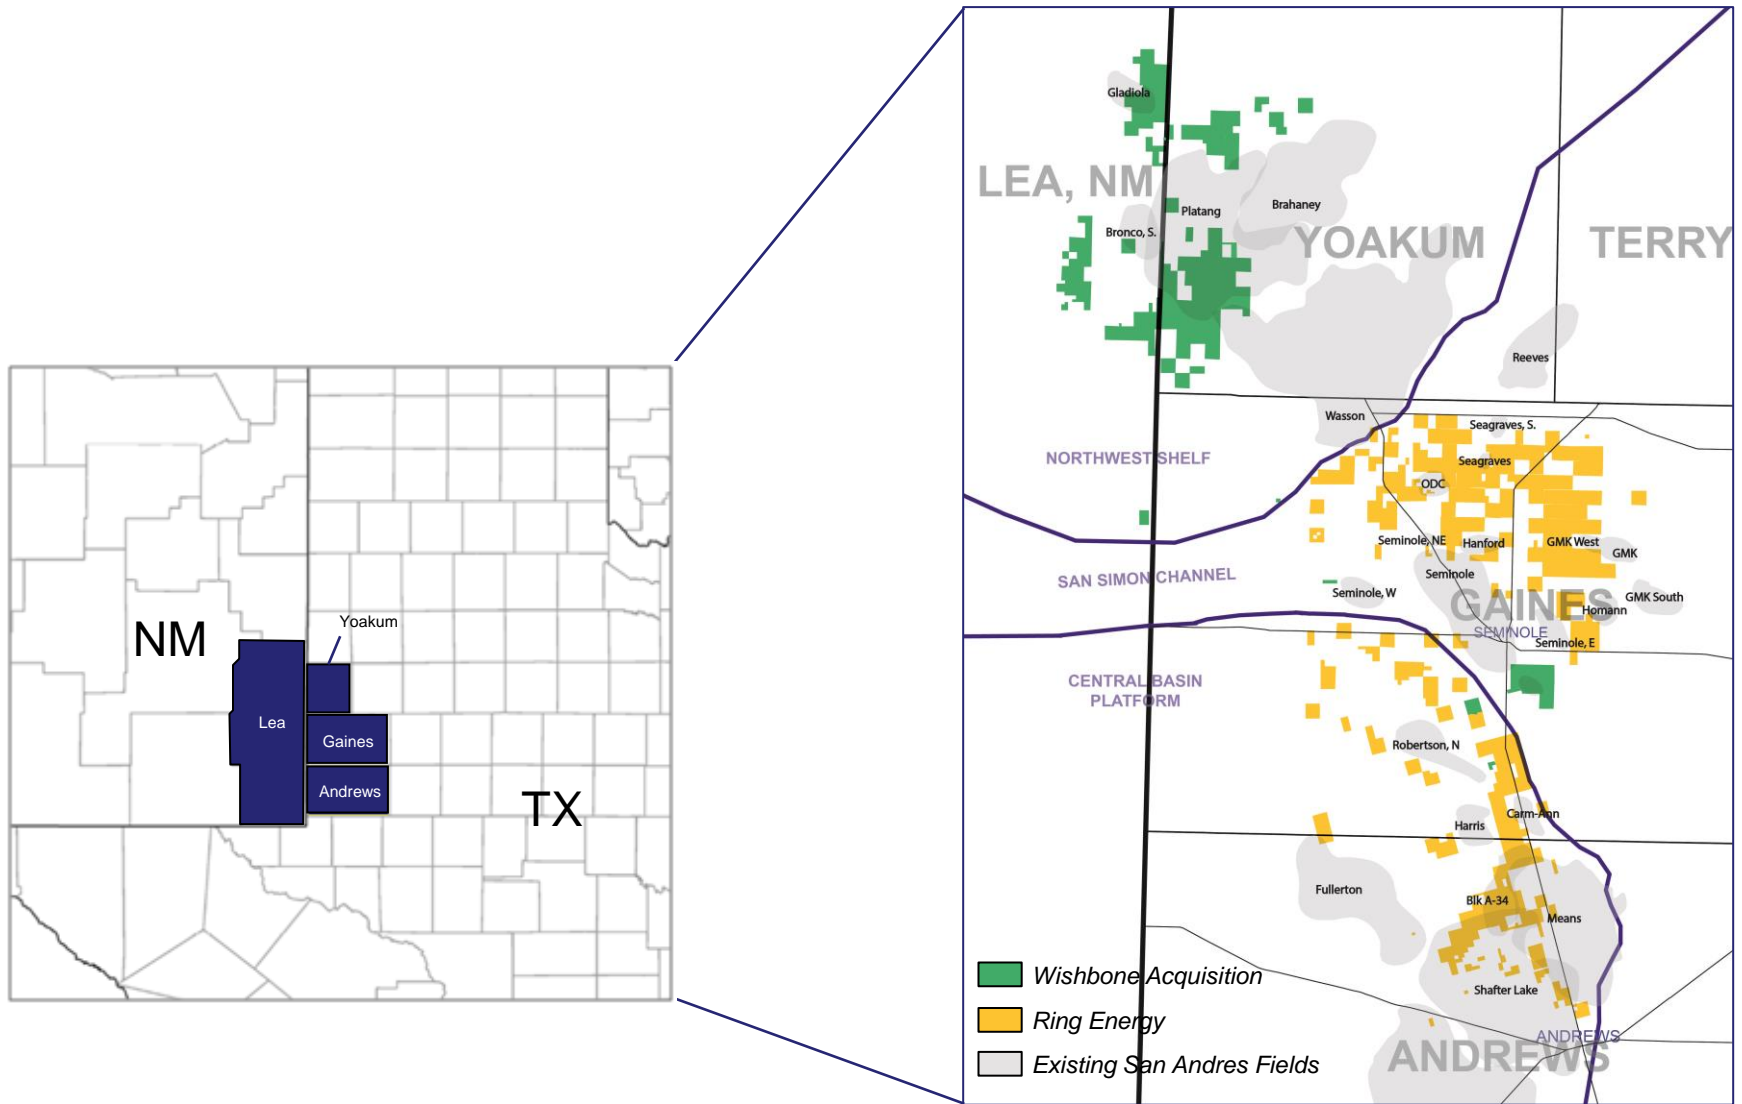 NM
Yoakum
Lea
Gaines
Andrews
TX
Gladiola
LEA, NM
Platang
Brahaney
Bronco, S.
YOAKUM
TERRY
Reeves
Wasson
Seagraves, S.
NORTHWEST SHELF
Seagraves
ODC
Seminole, NE
Hanford
GMK West
GMK
SAN SIMON CHANNEL
Seminole
Seminole, W
GAINES
GMK South
Homann
SEMINOLE
Seminole, E
CENTRAL BASIN
PLATFORM
Robertson, N
Carm-Ann
Harris
Fullerton
Blk A-34
Means
Shafter Lake
ANDREWS
ANDREWS
Wishbone Acquisition
Ring Energy
Existing San Andres Fields